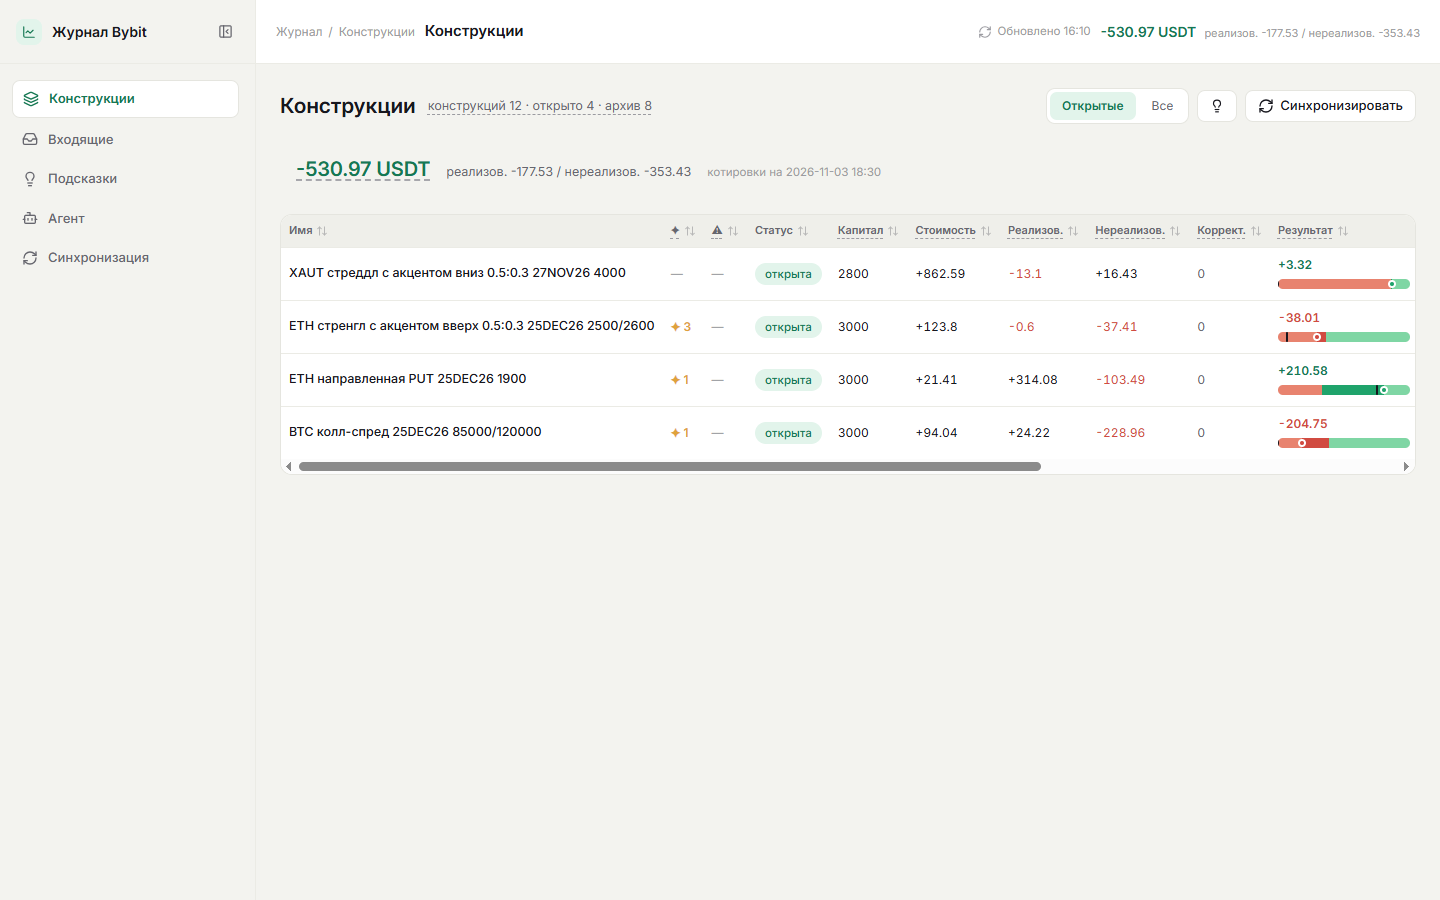 Журнал Bybit
Журнал / Конструкции Конструкции
Обновлено 16:10 -530.97 USDT реализов. -177.53 / нереализов. -353.43
Конструкции
Входящие
Подсказки
Агент
Синхронизация
Конструкции конструкций 12 · открыто 4 · архив 8
Открытые Все Синхронизировать
-530.97 USDT реализов. -177.53 / нереализов. -353.43 котировки на 2026-11-03 18:30
Имя Статус Капитал Стоимость Реализов. Нереализов. Коррект. Результат
XAUT стреддл с акцентом вниз 0.5:0.3 27NOV26 4000 — — открыта 2800 +862.59 -13.1 +16.43 0 +3.32
ETH стренгл с акцентом вверх 0.5:0.3 25DEC26 2500/2600 3 — открыта 3000 +123.8 -0.6 -37.41 0 -38.01
ETH направленная PUT 25DEC26 1900 1 — открыта 3000 +21.41 +314.08 -103.49 0 +210.58
BTC колл-спред 25DEC26 85000/120000 1 — открыта 3000 +94.04 +24.22 -228.96 0 -204.75